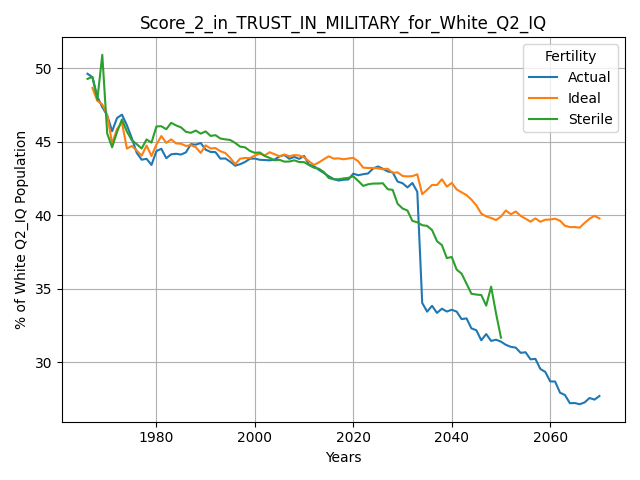 Score_2_in_TRUST_IN_MILITARY_for_White_Q2_IQ
Fertility
Actual
Ideal
Sterile
% of White Q2_IQ Population
50
45
40
35
30
1980
2000
2020
2040
2060
Years